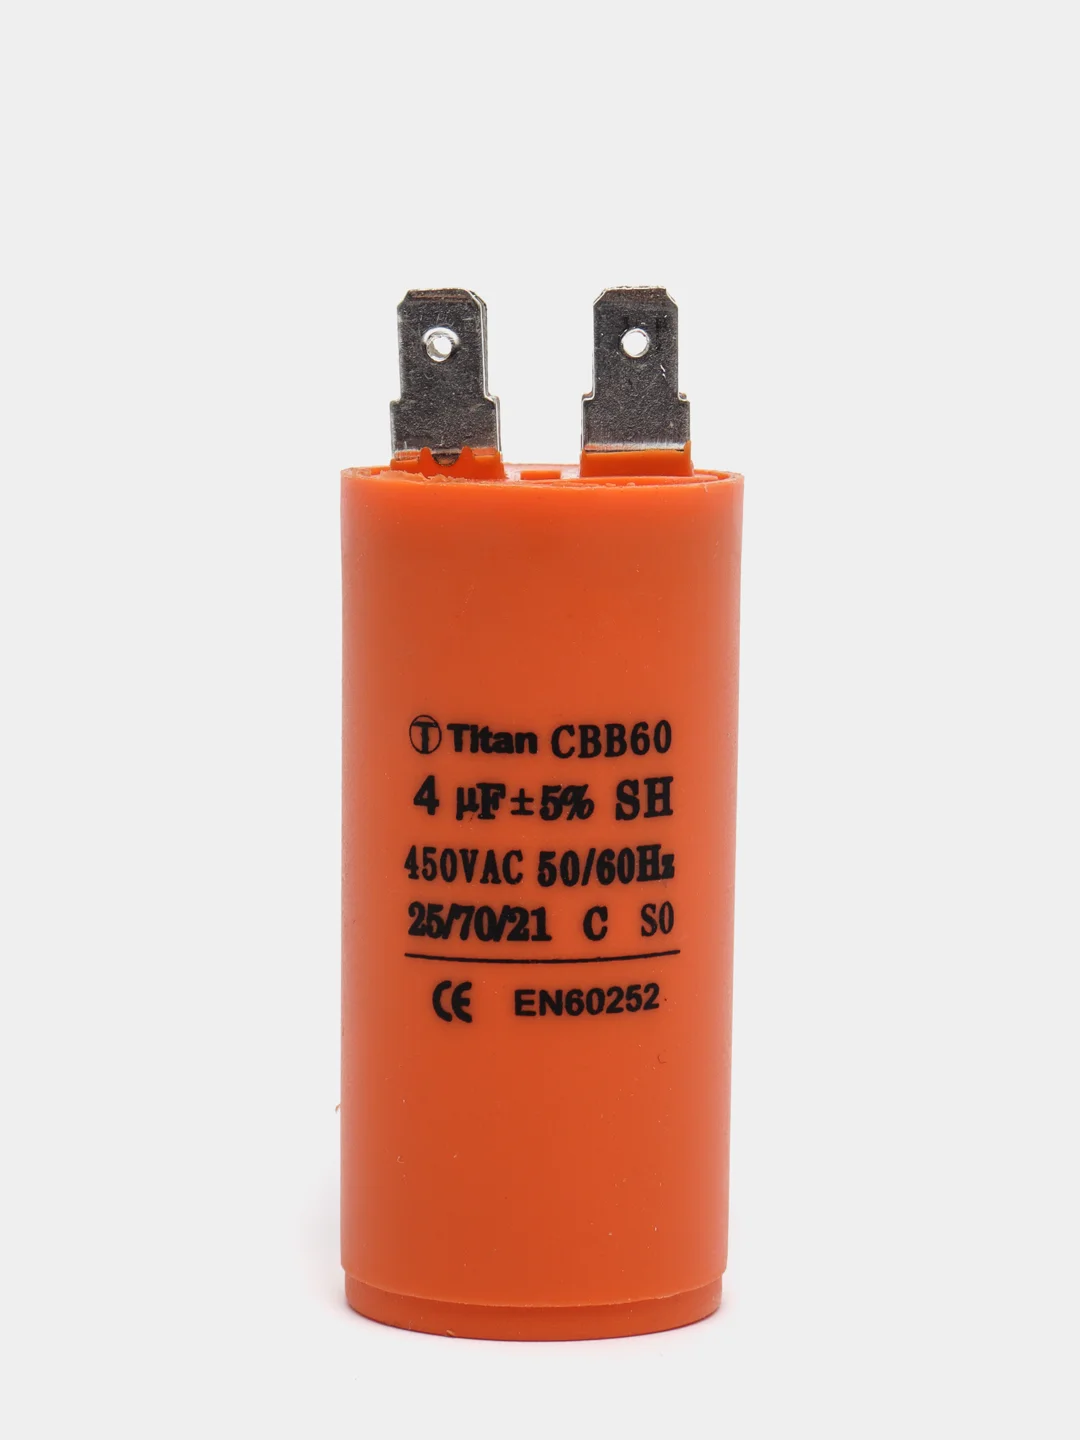 Titan CBB60
4 µF ± 5% SH
450VAC 50/60Hz
25/70/21 C S0
CE EN60252